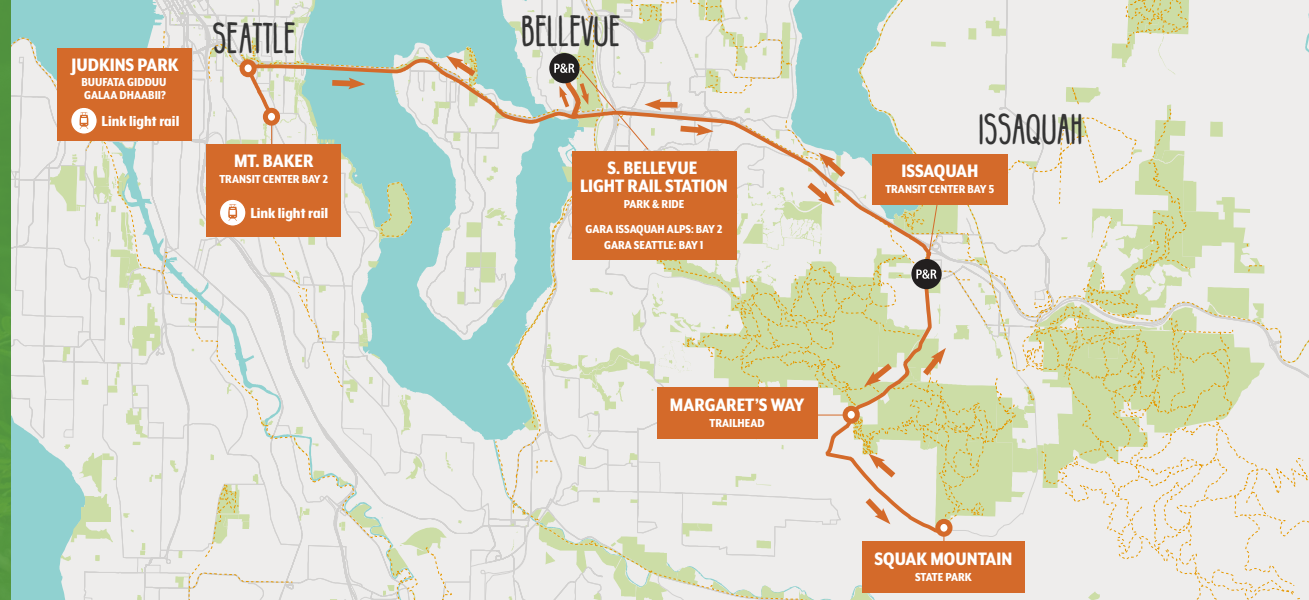 SEATTLE
BELLEVUE
ISSAQUAH
JUDKINS PARK
BUUFATA GIDDUU
GALAA DHAABII?
Link light rail
MT. BAKER
TRANSIT CENTER BAY 2
Link light rail
P&R
S. BELLEVUE
LIGHT RAIL STATION
PARK & RIDE
GARA ISSAQUAH ALPS: BAY 2
GARA SEATTLE: BAY 1
ISSAQUAH
TRANSIT CENTER BAY 5
P&R
MARGARET'S WAY
TRAILHEAD
SQUAK MOUNTAIN
STATE PARK